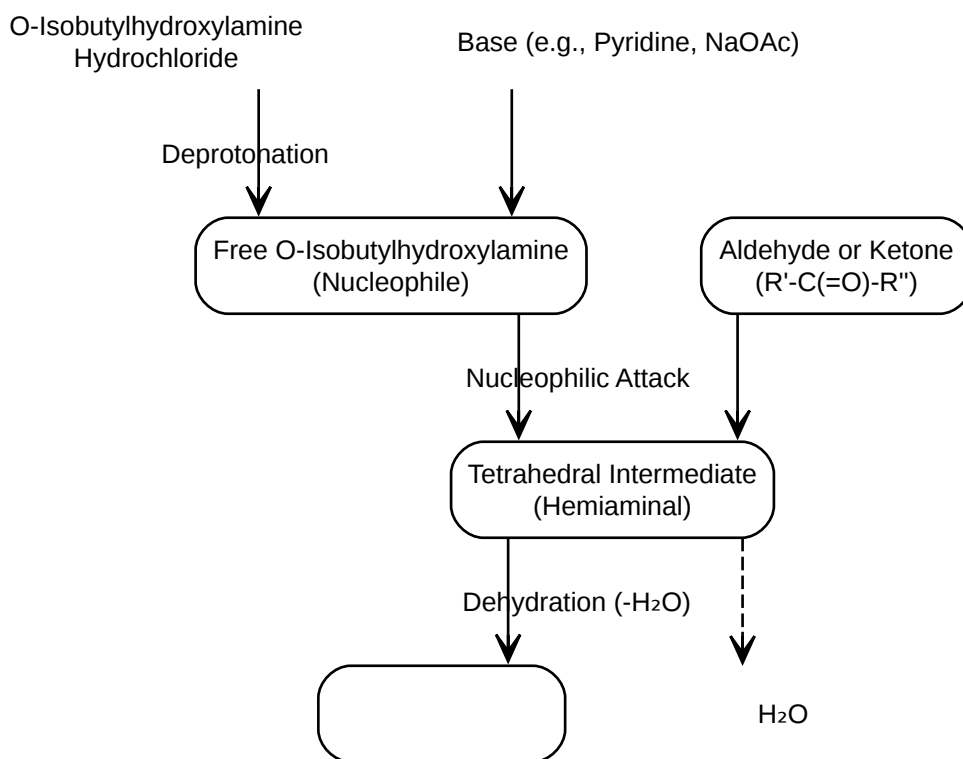 O-Isobutylhydroxylamine
Hydrochloride
Base (e.g., Pyridine, NaOAc)
Deprotonation
Free O-Isobutylhydroxylamine
(Nucleophile)
Aldehyde or Ketone
(R'-C(=O)-R")
Nucleophilic Attack
Tetrahedral Intermediate
(Hemiaminal)
Dehydration (-H₂O)
H₂O